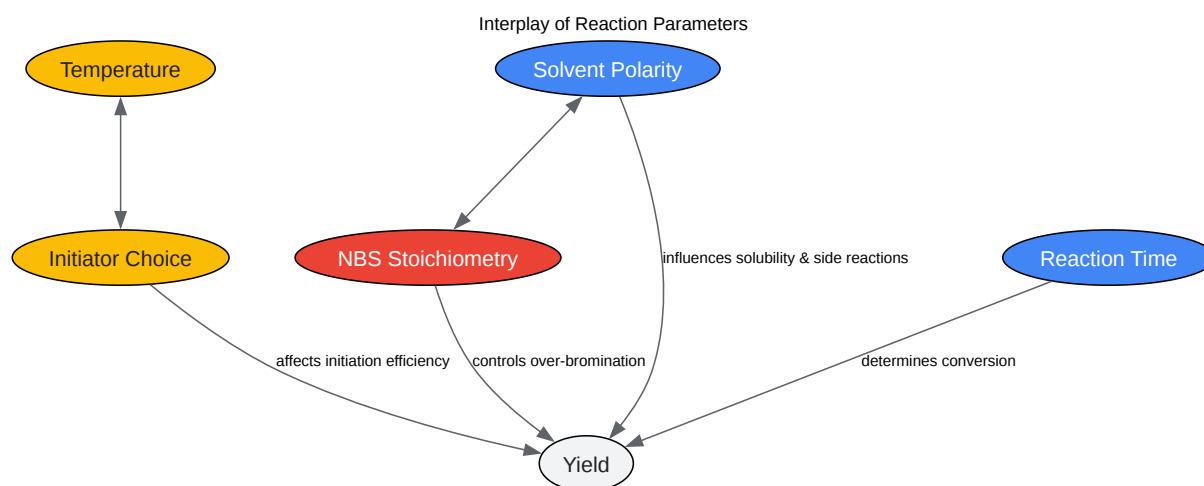 Interplay of Reaction Parameters
Temperature
Solvent Polarity
Initiator Choice
NBS Stoichiometry
influences solubility & side reactions
Reaction Time
affects initiation efficiency
controls over-bromination
determines conversion
Yield